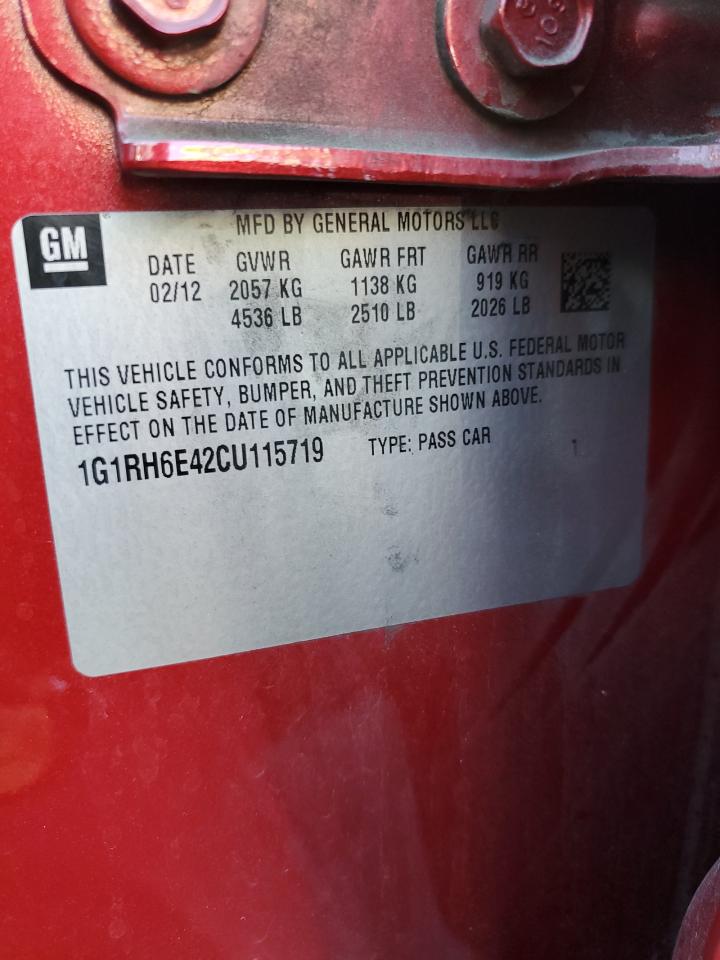 GM
MFD BY GENERAL MOTORS LLC
DATE GVWR GAWR FRT GAWR RR
02/12 2057 KG 1138 KG 919 KG
4536 LB 2510 LB 2026 LB
THIS VEHICLE CONFORMS TO ALL APPLICABLE U.S. FEDERAL MOTOR
VEHICLE SAFETY, BUMPER, AND THEFT PREVENTION STANDARDS IN
EFFECT ON THE DATE OF MANUFACTURE SHOWN ABOVE.
1G1RH6E42CU115719 TYPE: PASS CAR 1